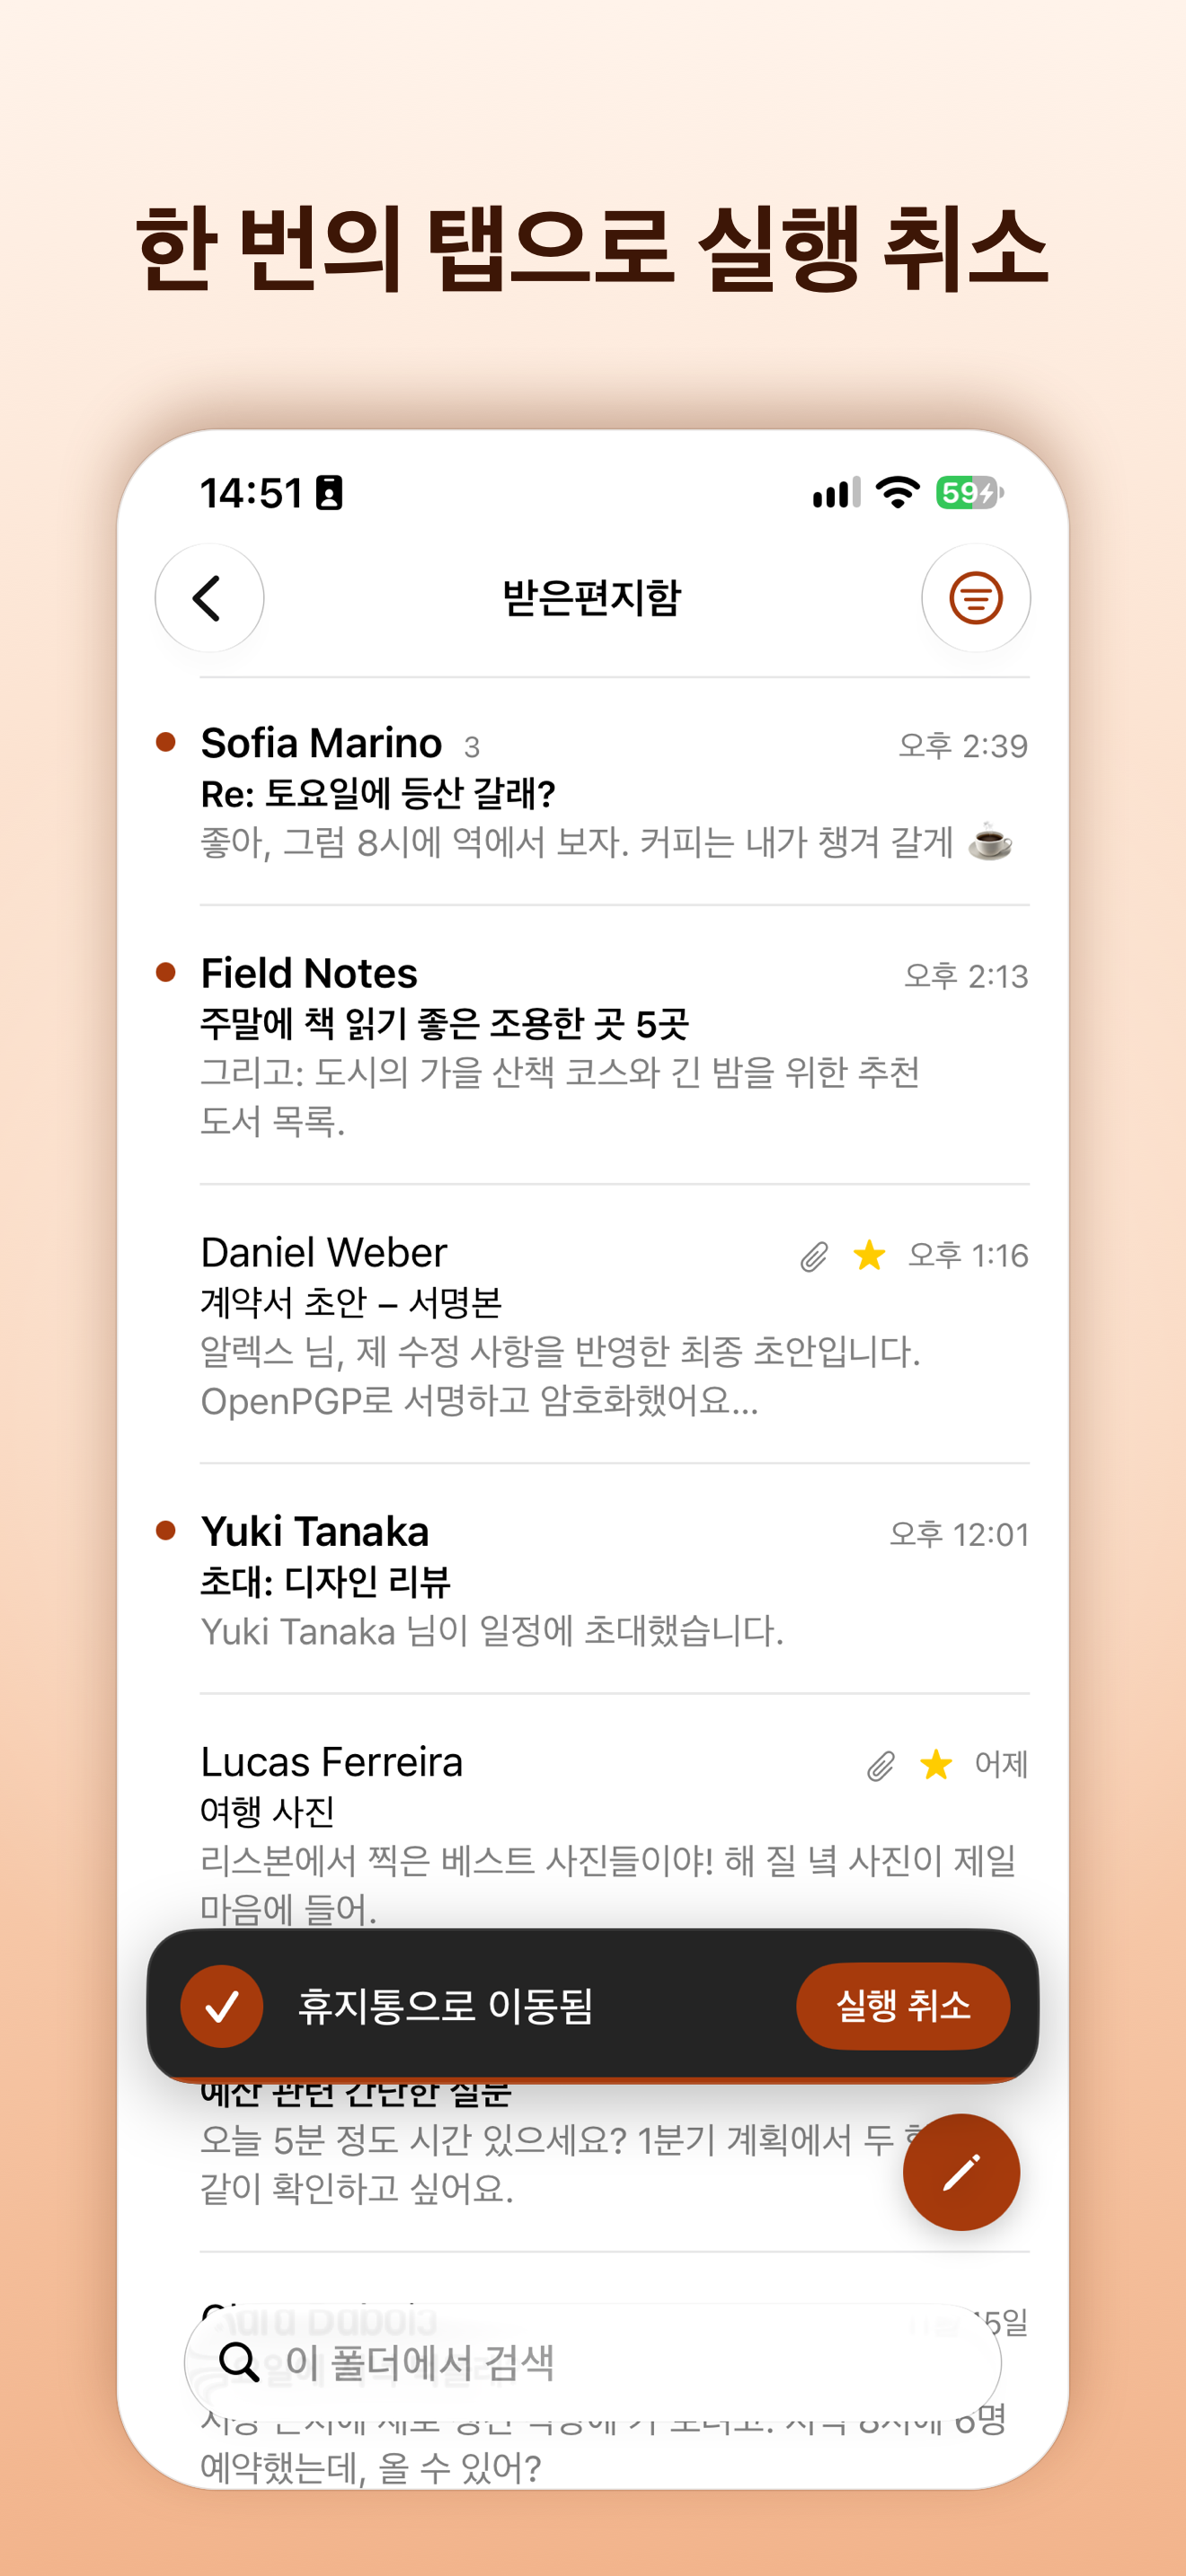 한 번의 탭으로 실행 취소
14:51
59
받은편지함
Sofia Marino 3 오후 2:39
Re: 토요일에 등산 갈래?
좋아, 그럼 8시에 역에서 보자. 커피는 내가 챙겨 갈게 ☕
Field Notes 오후 2:13
주말에 책 읽기 좋은 조용한 곳 5곳
그리고: 도시의 가을 산책 코스와 긴 밤을 위한 추천
도서 목록.
Daniel Weber 오후 1:16
계약서 초안 – 서명본
알렉스 님, 제 수정 사항을 반영한 최종 초안입니다.
OpenPGP로 서명하고 암호화했어요...
Yuki Tanaka 오후 12:01
초대: 디자인 리뷰
Yuki Tanaka 님이 일정에 초대했습니다.
Lucas Ferreira 어제
여행 사진
리스본에서 찍은 베스트 사진들이야! 해 질 녘 사진이 제일
마음에 들어.
휴지통으로 이동됨 실행 취소
예산 관련 간단한 질문
오늘 5분 정도 시간 있으세요? 1분기 계획에서 두
같이 확인하고 싶어요.
15일
이 폴더에서 검색
6명
예약했는데, 올 수 있어?